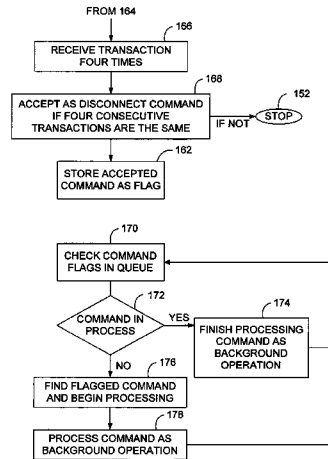 FROM 164
166
RECEIVE TRANSACTION
FOUR TIMES
168
ACCEPT AS DISCONNECT COMMAND
IF FOUR CONSECUTIVE
TRANSACTIONS ARE THE SAME
IF NOT
152
STOP
162
STORE ACCEPTED
COMMAND AS FLAG
170
CHECK COMMAND
FLAGS IN QUEUE
172
COMMAND IN
PROCESS
YES
174
FINISH PROCESSING
COMMAND AS
BACKGROUND
OPERATION
NO
176
FIND FLAGGED COMMAND
AND BEGIN PROCESSING
178
PROCESS COMMAND AS
BACKGROUND OPERATION